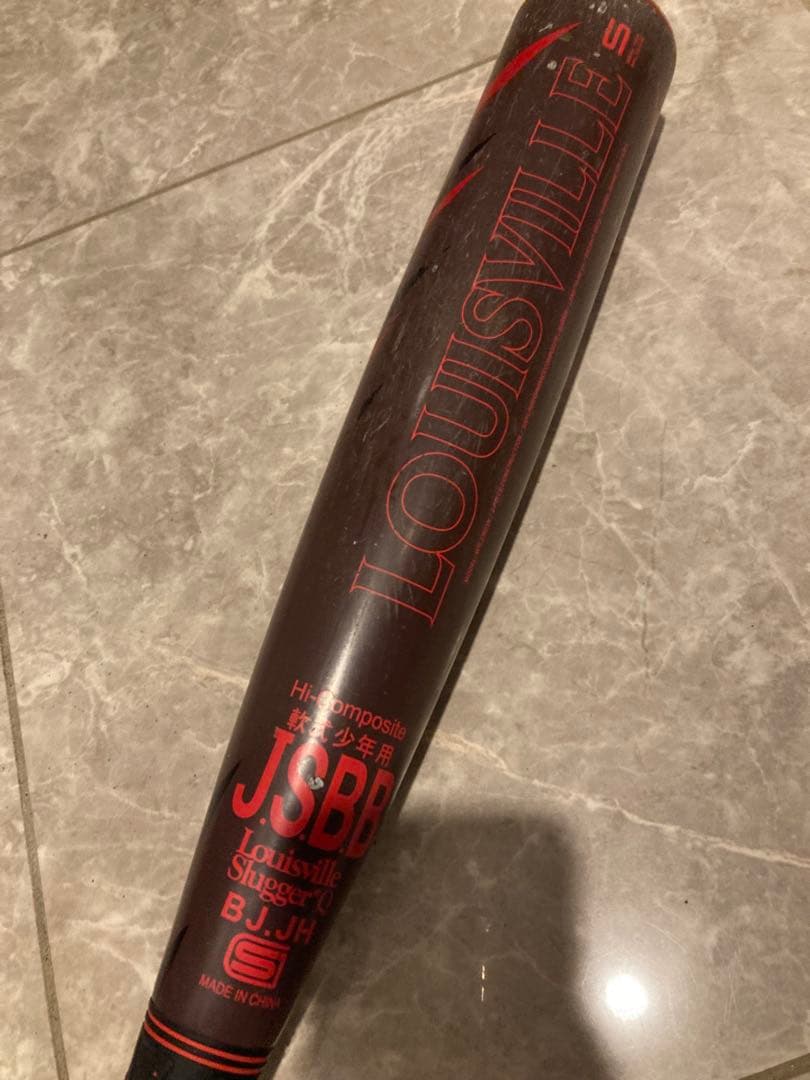 LOUISVILLE
Hi-Composite
軟式少年用
J.S.B.B.
Louisville
Slugger
BJ.JH
S
MADE IN CHINA